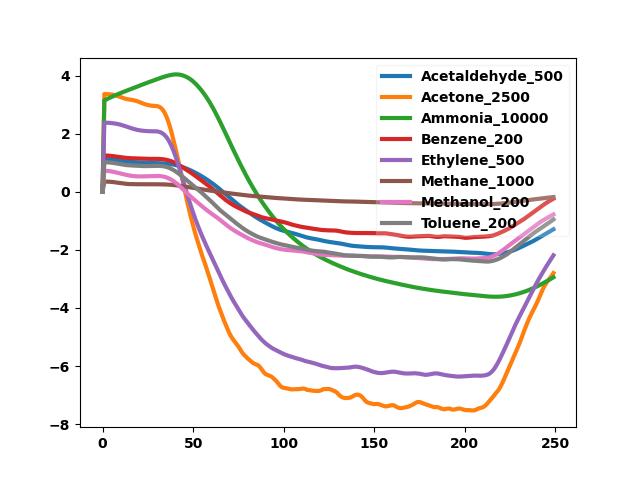 Acetaldehyde_500
Acetone_2500
Ammonia_10000
Benzene_200
Ethylene_500
Methane_1000
Methanol_200
Toluene_200
4
2
0
−2
−4
−6
−8
0 50 100 150 200 250